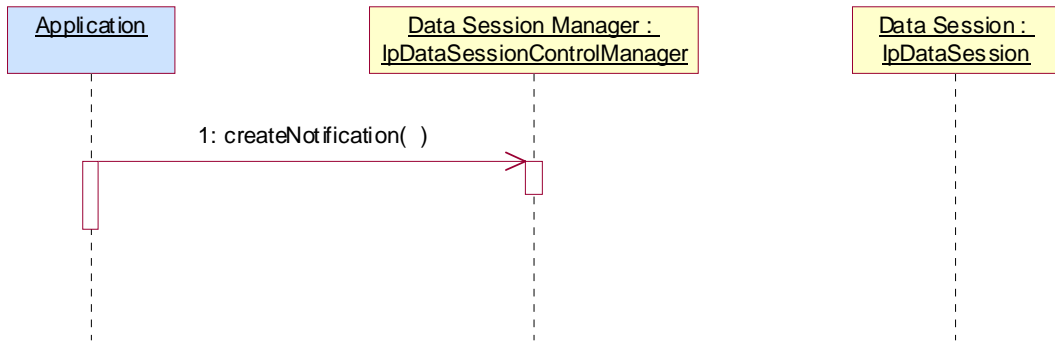 Application
Data Session Manager :
IpDataSessionControlManager
Data Session :
IpDataSession
1: createNotification( )